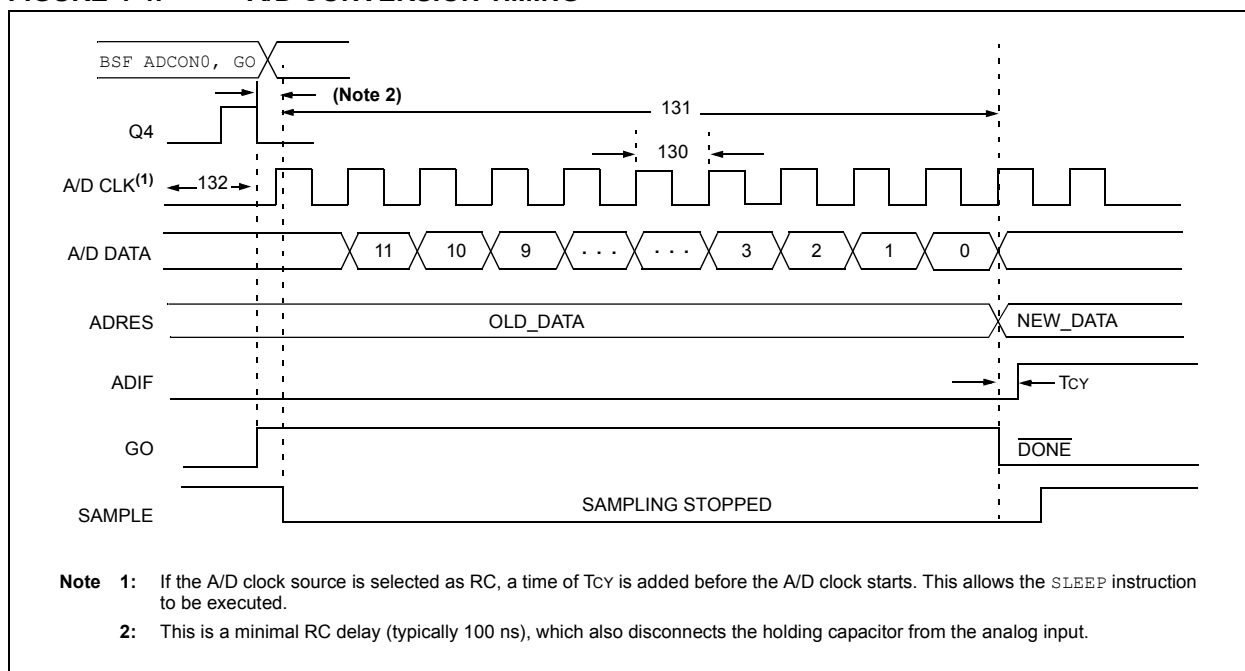 BSF ADCON0, GO
(Note 2)
131
Q4
130
A/D CLK(1)
132
A/D DATA
11 10 9 . . . . . . 3 2 1 0
ADRES
OLD_DATA
NEW_DATA
ADIF
TCY
GO
DONE
SAMPLE
SAMPLING STOPPED
Note 1: If the A/D clock source is selected as RC, a time of TCY is added before the A/D clock starts. This allows the SLEEP instruction
to be executed.
2: This is a minimal RC delay (typically 100 ns), which also disconnects the holding capacitor from the analog input.